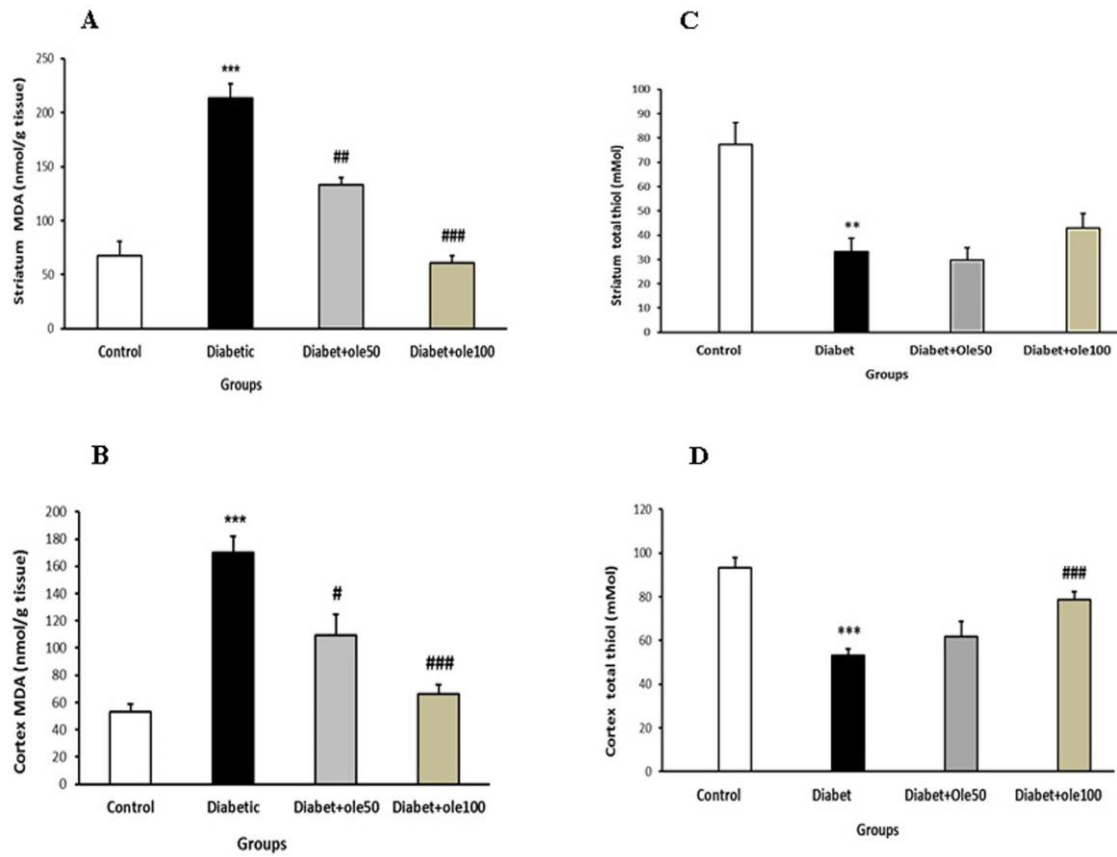 A
Striatum MDA (nmol/g tissue)
250
200
150
100
50
0
***
##
###
Control Diabetic Diabet+ole50 Diabet+ole100
Groups
B
Cortex MDA (nmol/g tissue)
200
180
160
140
120
100
80
60
40
20
0
***
#
###
Control Diabetic Diabet+ole50 Diabet+ole100
Groups
C
Striatum total thiol (mMol)
100
90
80
70
60
50
40
30
20
10
0
**
Control Diabet Diabet+Ole50 Diabet+ole100
Groups
D
Cortex total thiol (mMol)
120
100
80
60
40
20
0
***
###
Control Diabet Diabet+Ole50 Diabet+ole100
Groups